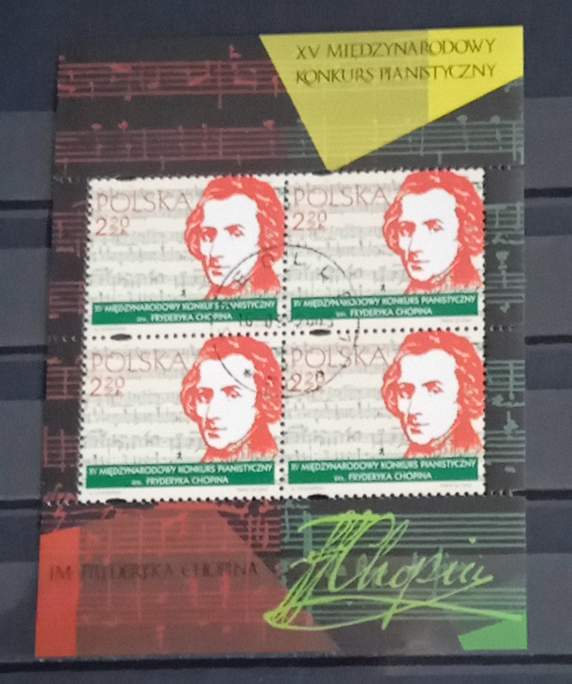 XV MIĘDZYNARODOWY
KONKURS PIANISTYCZNY
POLSKA
2,20
XV MIĘDZYNARODOWY KONKURS PIANISTYCZNY
IM. FRYDERYKA CHOPINA
POLSKA
2,20
XV MIĘDZYNARODOWY KONKURS PIANISTYCZNY
IM. FRYDERYKA CHOPINA
POLSKA
2,20
XV MIĘDZYNARODOWY KONKURS PIANISTYCZNY
IM. FRYDERYKA CHOPINA
POLSKA
2,20
XV MIĘDZYNARODOWY KONKURS PIANISTYCZNY
IM. FRYDERYKA CHOPINA
IM. FRYDERYKA CHOPINA
FFChopin